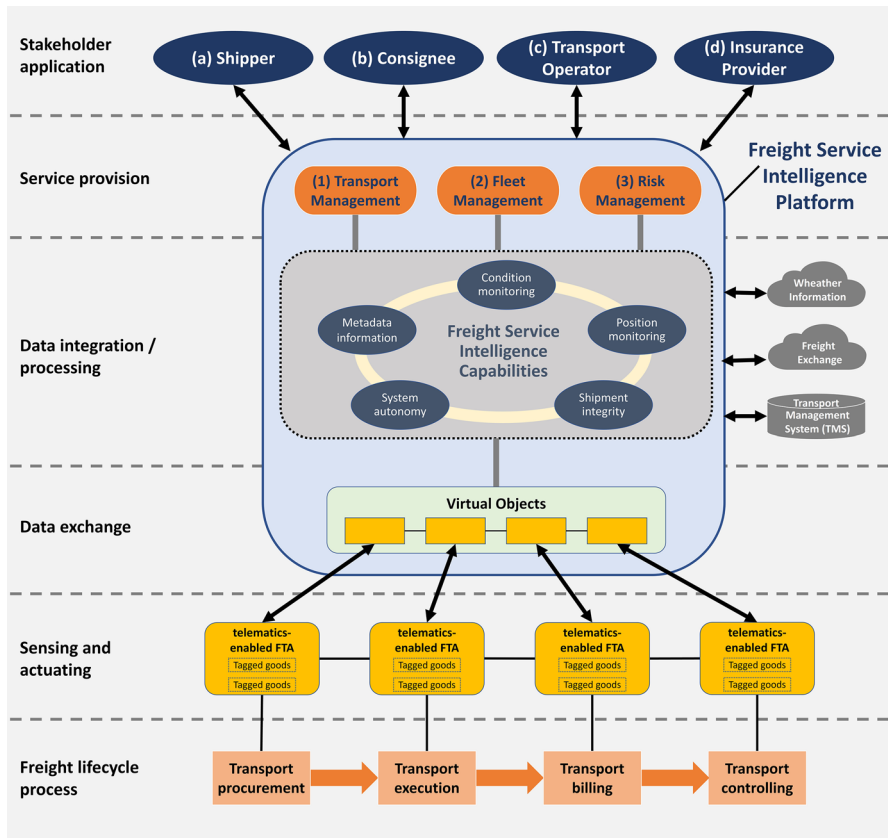 Stakeholder
application
(a) Shipper
(b) Consignee
(c) Transport
Operator
(d) Insurance
Provider
Service provision
(1) Transport
Management
(2) Fleet
Management
(3) Risk
Management
Freight Service
Intelligence
Platform
Data integration /
processing
Condition
monitoring
Metadata
information
Position
monitoring
Freight Service
Intelligence
Capabilities
System
autonomy
Shipment
integrity
Wheather
Information
Freight
Exchange
Transport
Management
System (TMS)
Data exchange
Virtual Objects
Sensing and
actuating
telematics-
enabled FTA
Tagged goods
Tagged goods
telematics-
enabled FTA
Tagged goods
Tagged goods
telematics-
enabled FTA
Tagged goods
Tagged goods
telematics-
enabled FTA
Tagged goods
Tagged goods
Freight lifecycle
process
Transport
procurement
Transport
execution
Transport
billing
Transport
controlling